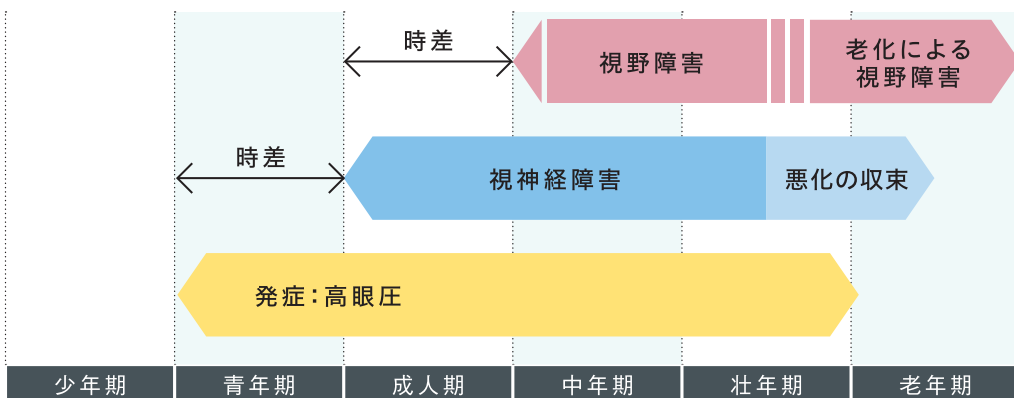 時差
視野障害
老化による
視野障害
時差
視神経障害
悪化の収束
発症：高眼圧
少年期
青年期
成人期
中年期
壮年期
老年期